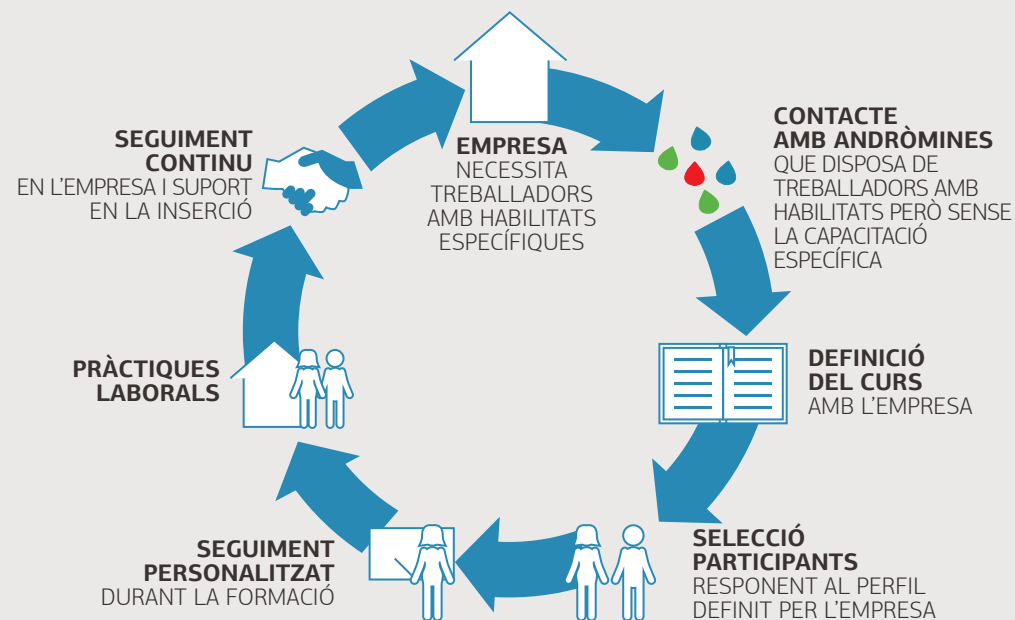 EMPRESA
NECESSITA
TREBALLADORS
AMB HABILITATS
ESPECÍFIQUES
CONTACTE
AMB ANDRÒMINES
QUE DISPOSA DE
TREBALLADORS AMB
HABILITATS PERÒ SENSE
LA CAPACITACIÓ
ESPECÍFICA
DEFINICIÓ
DEL CURS
AMB L'EMPRESA
SELECCIÓ
PARTICIPANTS
RESPONENT AL PERFIL
DEFINIT PER L'EMPRESA
SEGUIMENT
PERSONALITZAT
DURANT LA FORMACIÓ
PRÀCTIQUES
LABORALS
SEGUIMENT
CONTINU
EN L'EMPRESA I SUPORT
EN LA INSERCIÓ